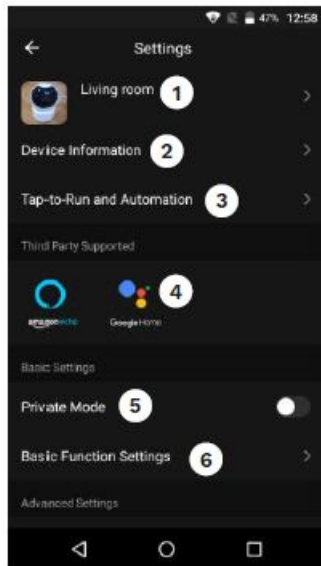 47% 12:58
Settings
Living room 1
Device Information 2
Tap-to-Run and Automation 3
Third Party Supported
4
amazon echo Google Home
Basic Settings
Private Mode 5
Basic Function Settings 6
Advanced Settings